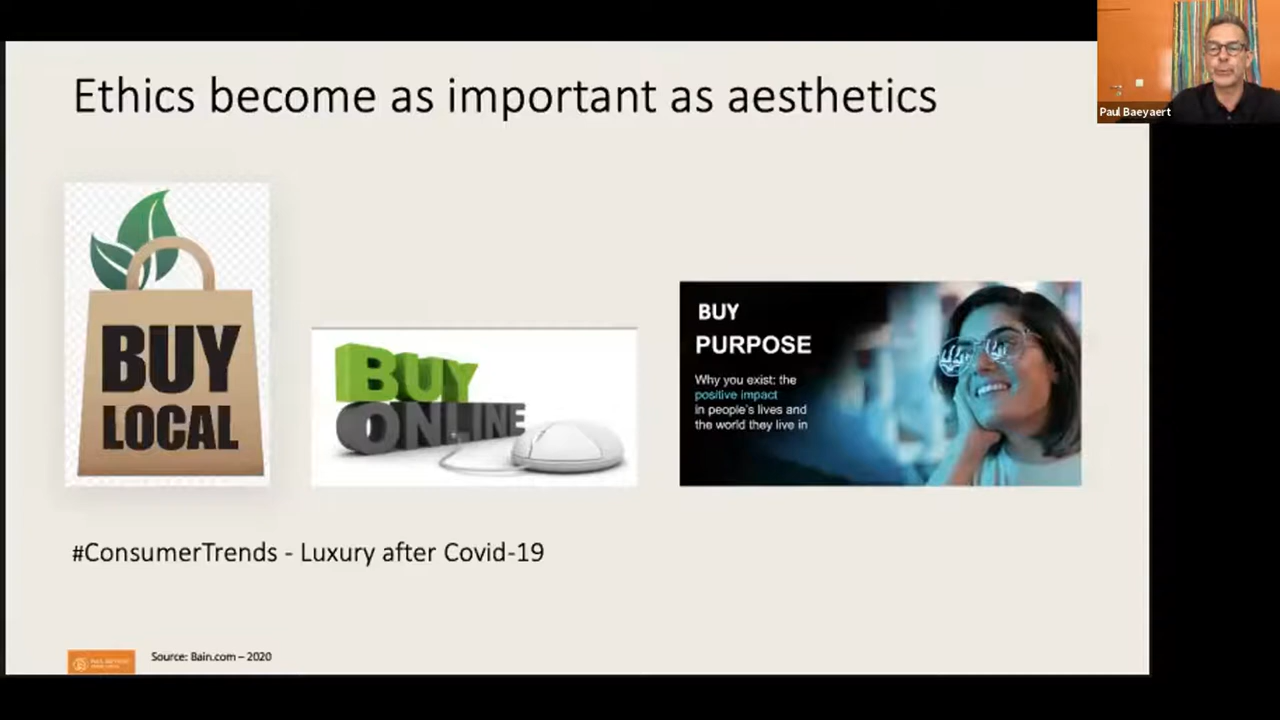 Ethics become as important as aesthetics
Paul Baeyaert
BUY
LOCAL
BUY
ONLINE
BUY
PURPOSE
Why you exist: the
positive impact
in people's lives and
the world they live in
#ConsumerTrends - Luxury after Covid-19
Source: Bain.com – 2020